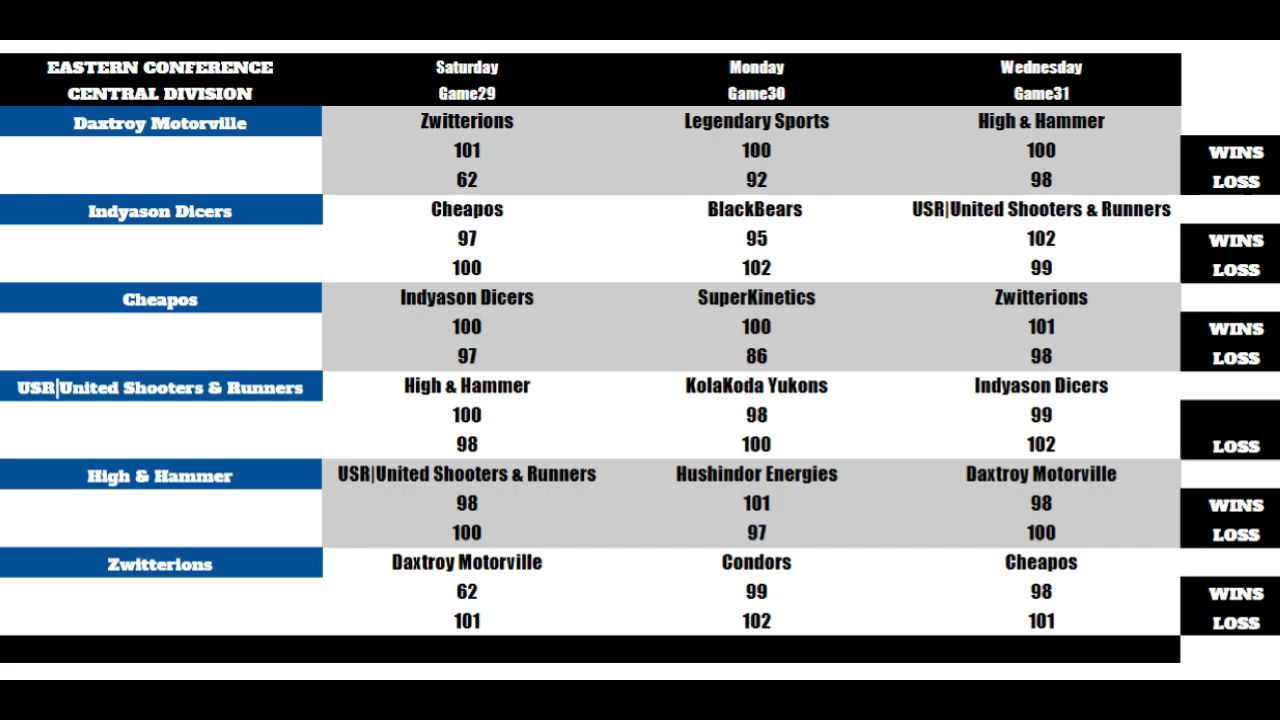 EASTERN CONFERENCE Saturday Monday Wednesday
CENTRAL DIVISION Game29 Game30 Game31
Daxtroy Motorville Zwitterions Legendary Sports High & Hammer
101 100 100 WINS
62 92 98 LOSS
Indyason Dicers Cheapos BlackBears USR|United Shooters & Runners
97 95 102 WINS
100 102 99 LOSS
Cheapos Indyason Dicers SuperKinetics Zwitterions
100 100 101 WINS
97 86 98 LOSS
USR|United Shooters & Runners High & Hammer KolaKoda Yukons Indyason Dicers
100 98 99
98 100 102 LOSS
High & Hammer USR|United Shooters & Runners Hushindor Energies Daxtroy Motorville
98 101 98 WINS
100 97 100 LOSS
Zwitterions Daxtroy Motorville Condors Cheapos
62 99 98 WINS
101 102 101 LOSS